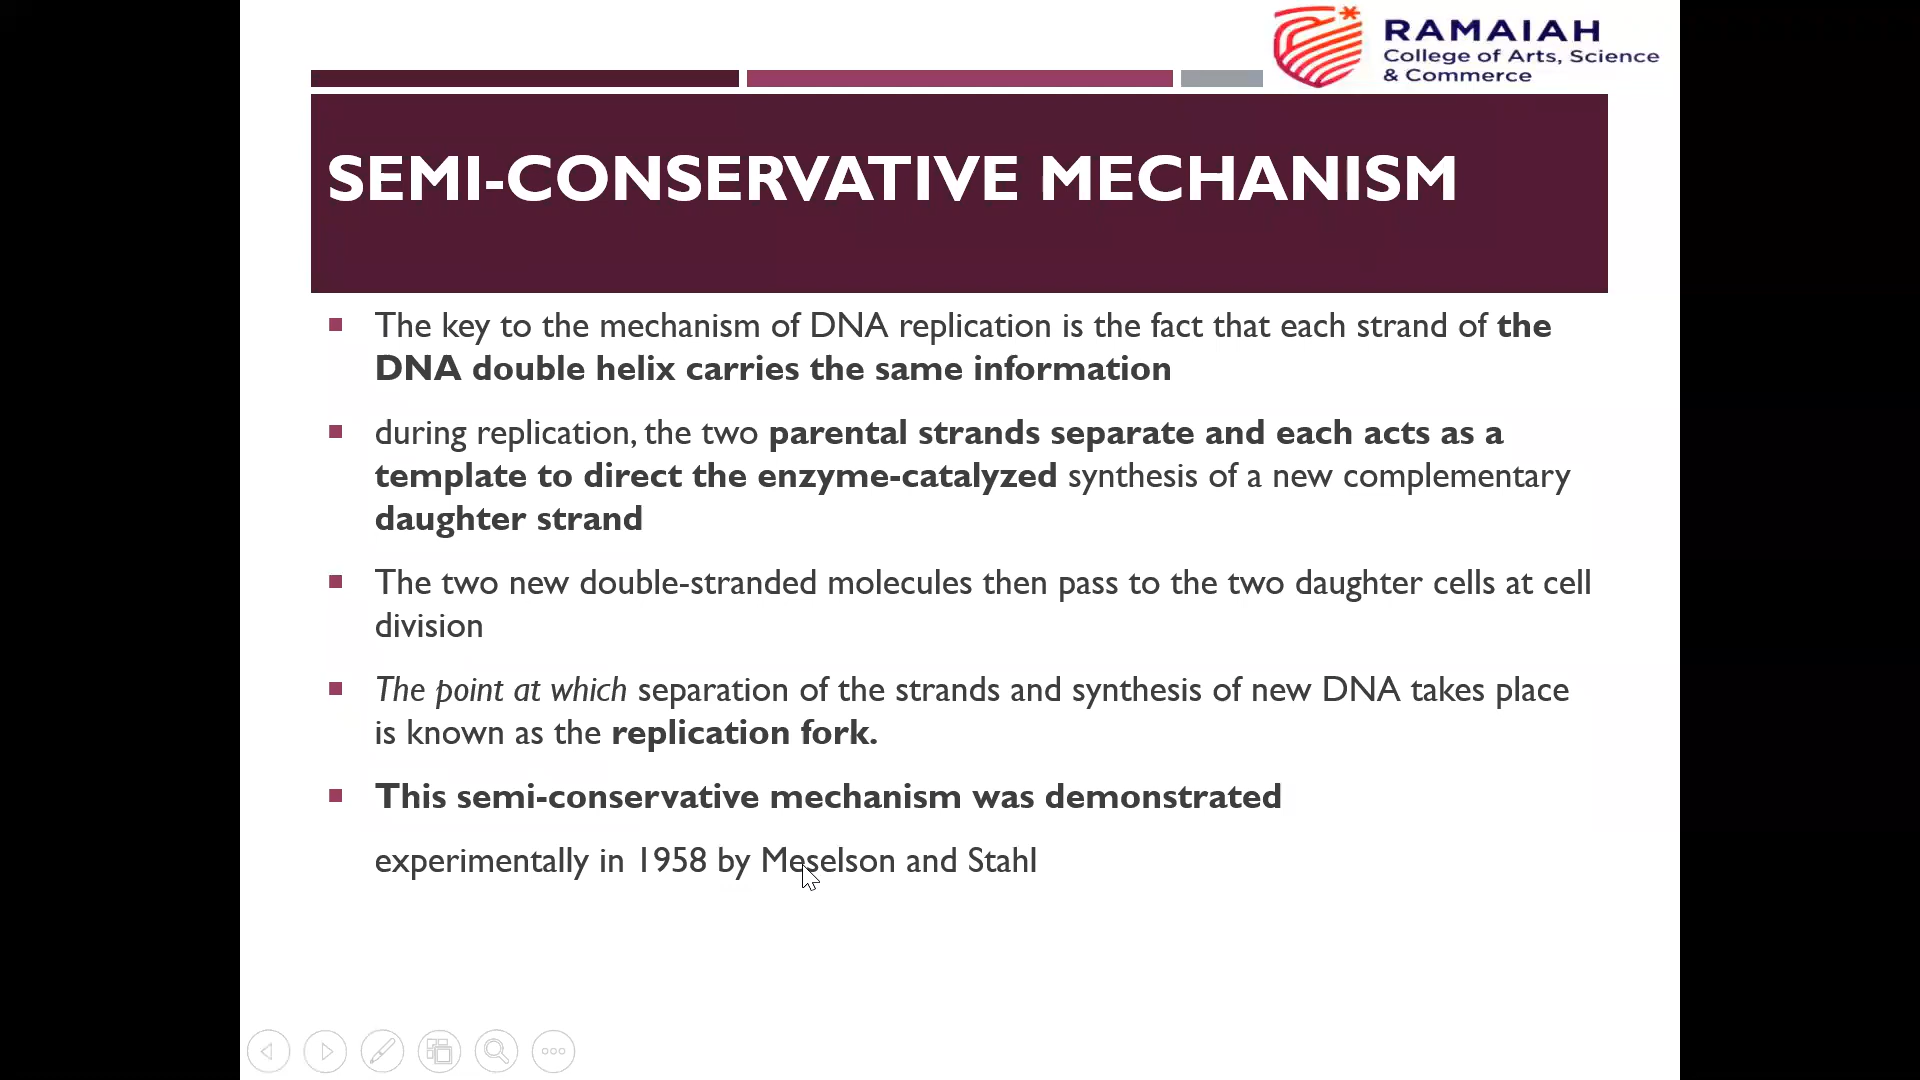 RAMAIAH
College of Arts, Science
& Commerce
SEMI-CONSERVATIVE MECHANISM
The key to the mechanism of DNA replication is the fact that each strand of the
DNA double helix carries the same information
during replication, the two parental strands separate and each acts as a
template to direct the enzyme-catalyzed synthesis of a new complementary
daughter strand
The two new double-stranded molecules then pass to the two daughter cells at cell
division
The point at which separation of the strands and synthesis of new DNA takes place
is known as the replication fork.
This semi-conservative mechanism was demonstrated
experimentally in 1958 by Meselson and Stahl